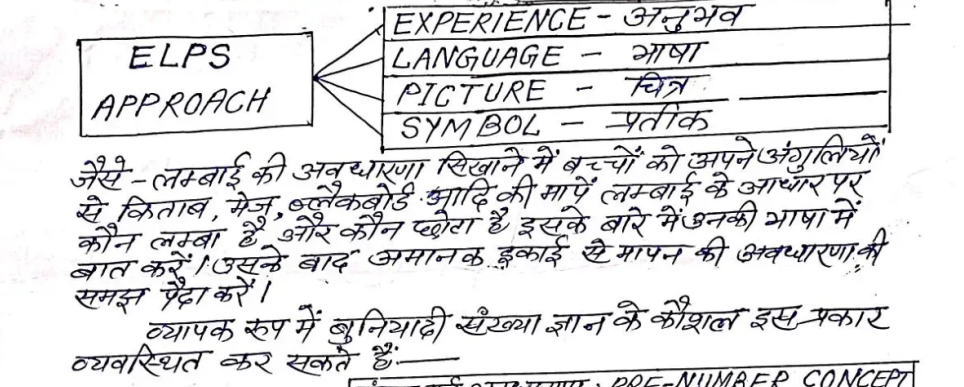 ELPS
APPROACH
EXPERIENCE - अनुभव
LANGUAGE - भाषा
PICTURE - चित्र
SYMBOL - प्रतीक
जैसे - लम्बाई की अवधारणा सिखाने में बच्चों को अपने अंगुलियों
से किताब, मेज, ब्लैकबोर्ड आदि की मापें लम्बाई के आधार पर
कौन लम्बा है और कौन छोटा है इसके बारे में उनकी भाषा में
बात करें। उसके बाद अमानक इकाई से मापन की अवधारणा की
समझ पैदा करें।
व्यापक रूप में बुनियादी संख्या ज्ञान के कौशल इस प्रकार
व्यवस्थित कर सकते हैं:—
PRE-NUMBER CONCEPT